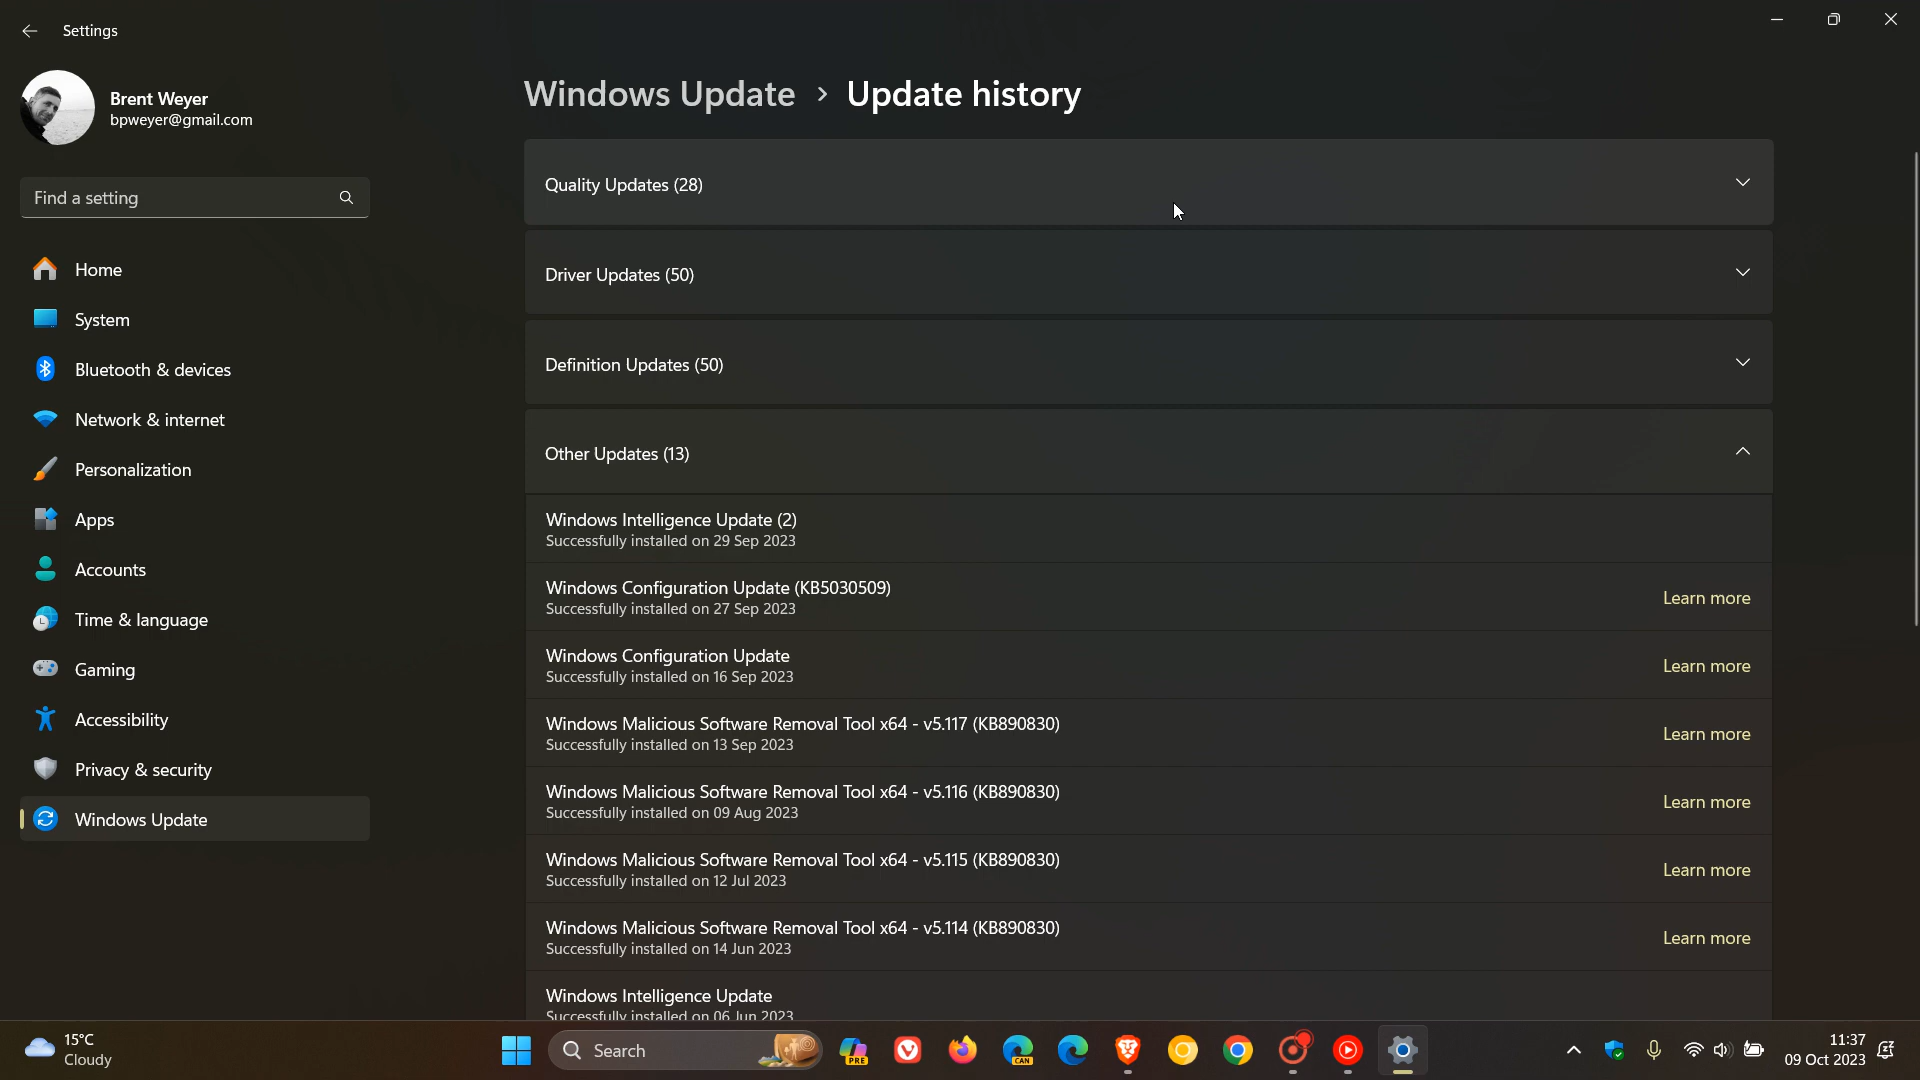 Settings
Brent Weyer
bpweyer@gmail.com
Find a setting
Home
System
Bluetooth & devices
Network & internet
Personalization
Apps
Accounts
Time & language
Gaming
Accessibility
Privacy & security
Windows Update
Windows Update > Update history
Quality Updates (28)
Driver Updates (50)
Definition Updates (50)
Other Updates (13)
Windows Intelligence Update (2)
Successfully installed on 29 Sep 2023
Windows Configuration Update (KB5030509)
Successfully installed on 27 Sep 2023
Learn more
Windows Configuration Update
Successfully installed on 16 Sep 2023
Learn more
Windows Malicious Software Removal Tool x64 - v5.117 (KB890830)
Successfully installed on 13 Sep 2023
Learn more
Windows Malicious Software Removal Tool x64 - v5.116 (KB890830)
Successfully installed on 09 Aug 2023
Learn more
Windows Malicious Software Removal Tool x64 - v5.115 (KB890830)
Successfully installed on 12 Jul 2023
Learn more
Windows Malicious Software Removal Tool x64 - v5.114 (KB890830)
Successfully installed on 14 Jun 2023
Learn more
Windows Intelligence Update
Successfully installed on 06 Jun 2023
15°C
Cloudy
Search
PRE
CAN
11:37
09 Oct 2023